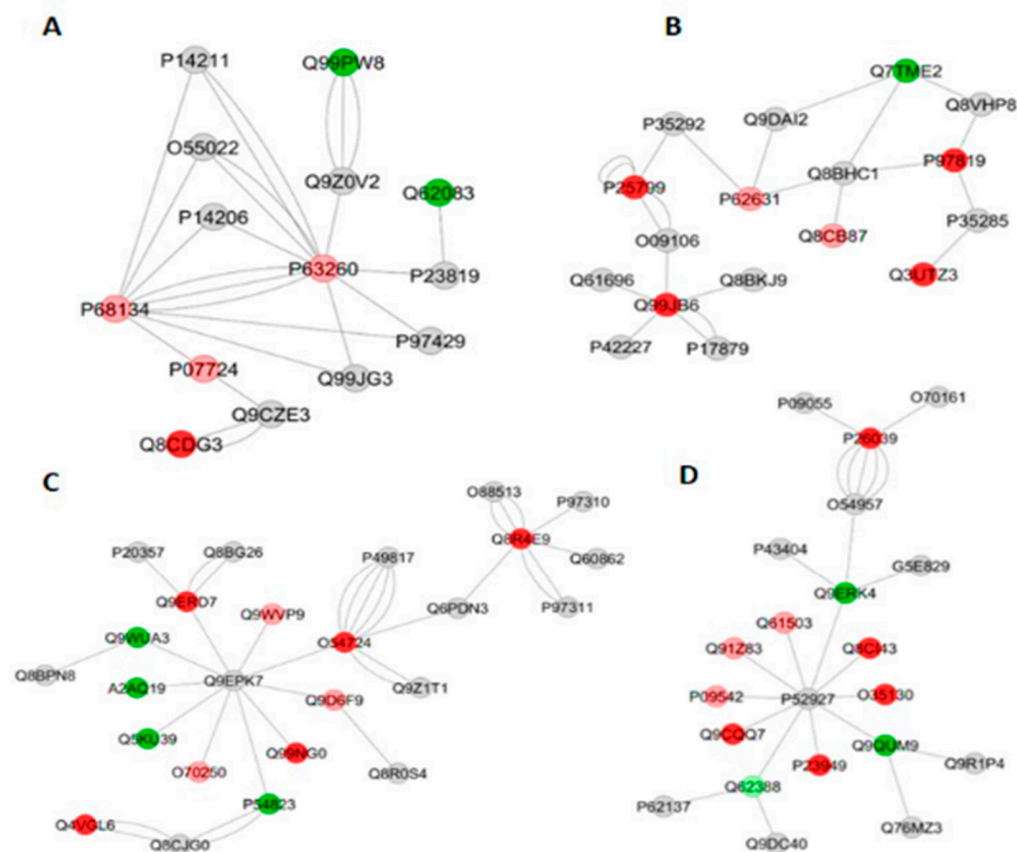 A
P14211
Q99PW8
O55022
Q9Z0V2
Q62083
P14206
P63260
P23819
P68134
P97429
P07724
Q99JG3
Q9CZE3
Q8CDG3
B
Q7TME2
Q8VHP8
P35292
Q9DAI2
P25799
P97819
Q8BHC1
P62631
P35285
O09106
Q8CB87
Q61696
Q8BKJ9
Q3UTZ3
Q99JB6
P42227
P17879
C
O88513
P97310
Q8R4E9
P20357
Q8BG26
P49817
Q60862
Q9ERD7
Q9WVP9
Q6PDN3
P97311
Q9WUA3
O54724
Q8BPN8
Q9EPK7
A2AQ19
Q9D6F9
Q9Z1T1
Q5KU39
Q99NG0
O70250
Q8R0S4
P54823
Q4VGL6
Q8CJG0
D
P09055
O70161
P26039
O54957
P43404
G5E829
Q9ERK4
Q61503
Q91Z83
Q8CI43
P09542
P52927
O35130
Q9CQQ7
Q9QUM9
P23949
Q9R1P4
Q62388
P62137
Q76MZ3
Q9DC40